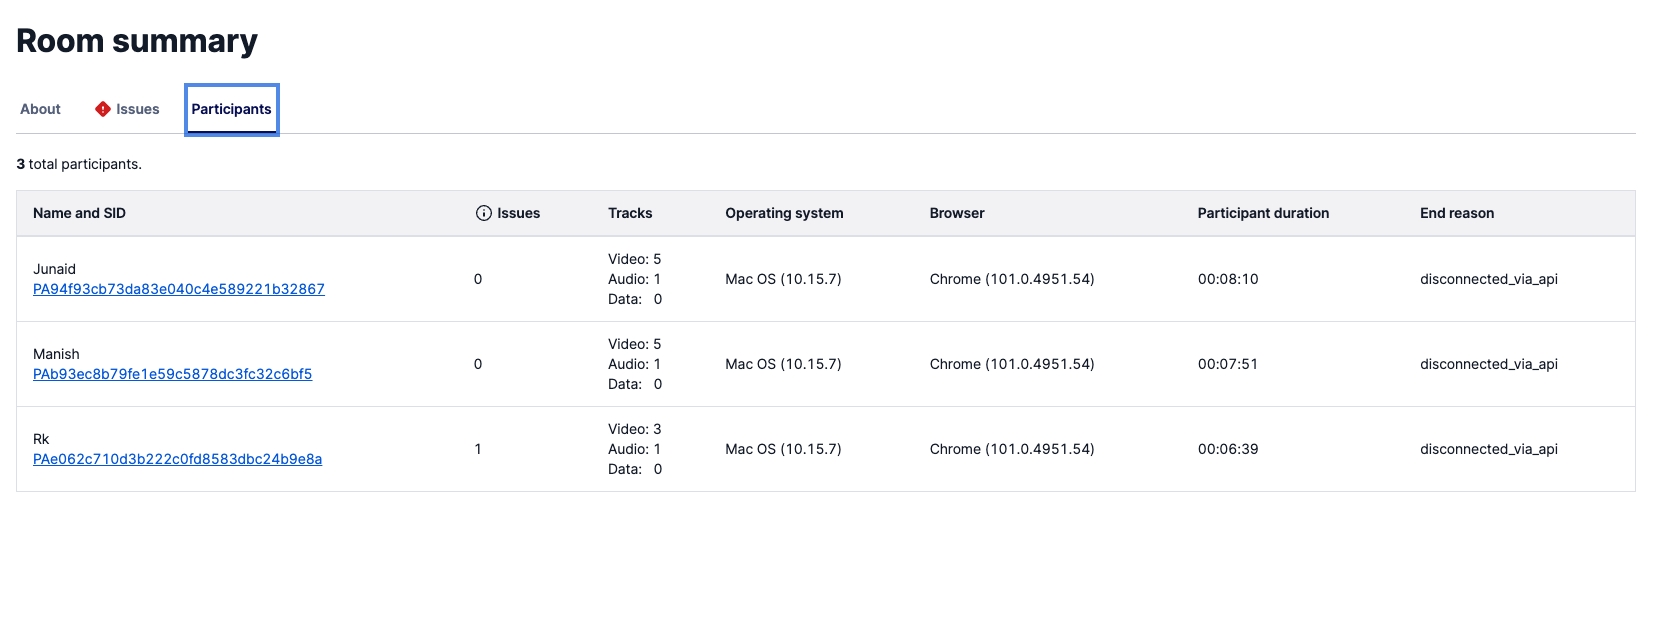 Room summary
About Issues Participants
3 total participants.
Name and SID Issues Tracks Operating system Browser Participant duration End reason
Junaid
PA94f93cb73da83e040c4e589221b32867
0
Video: 5
Audio: 1
Data: 0
Mac OS (10.15.7)
Chrome (101.0.4951.54)
00:08:10
disconnected_via_api
Manish
PAb93ec8b79fe1e59c5878dc3fc32c6bf5
0
Video: 5
Audio: 1
Data: 0
Mac OS (10.15.7)
Chrome (101.0.4951.54)
00:07:51
disconnected_via_api
Rk
PAe062c710d3b222c0fd8583dbc24b9e8a
1
Video: 3
Audio: 1
Data: 0
Mac OS (10.15.7)
Chrome (101.0.4951.54)
00:06:39
disconnected_via_api